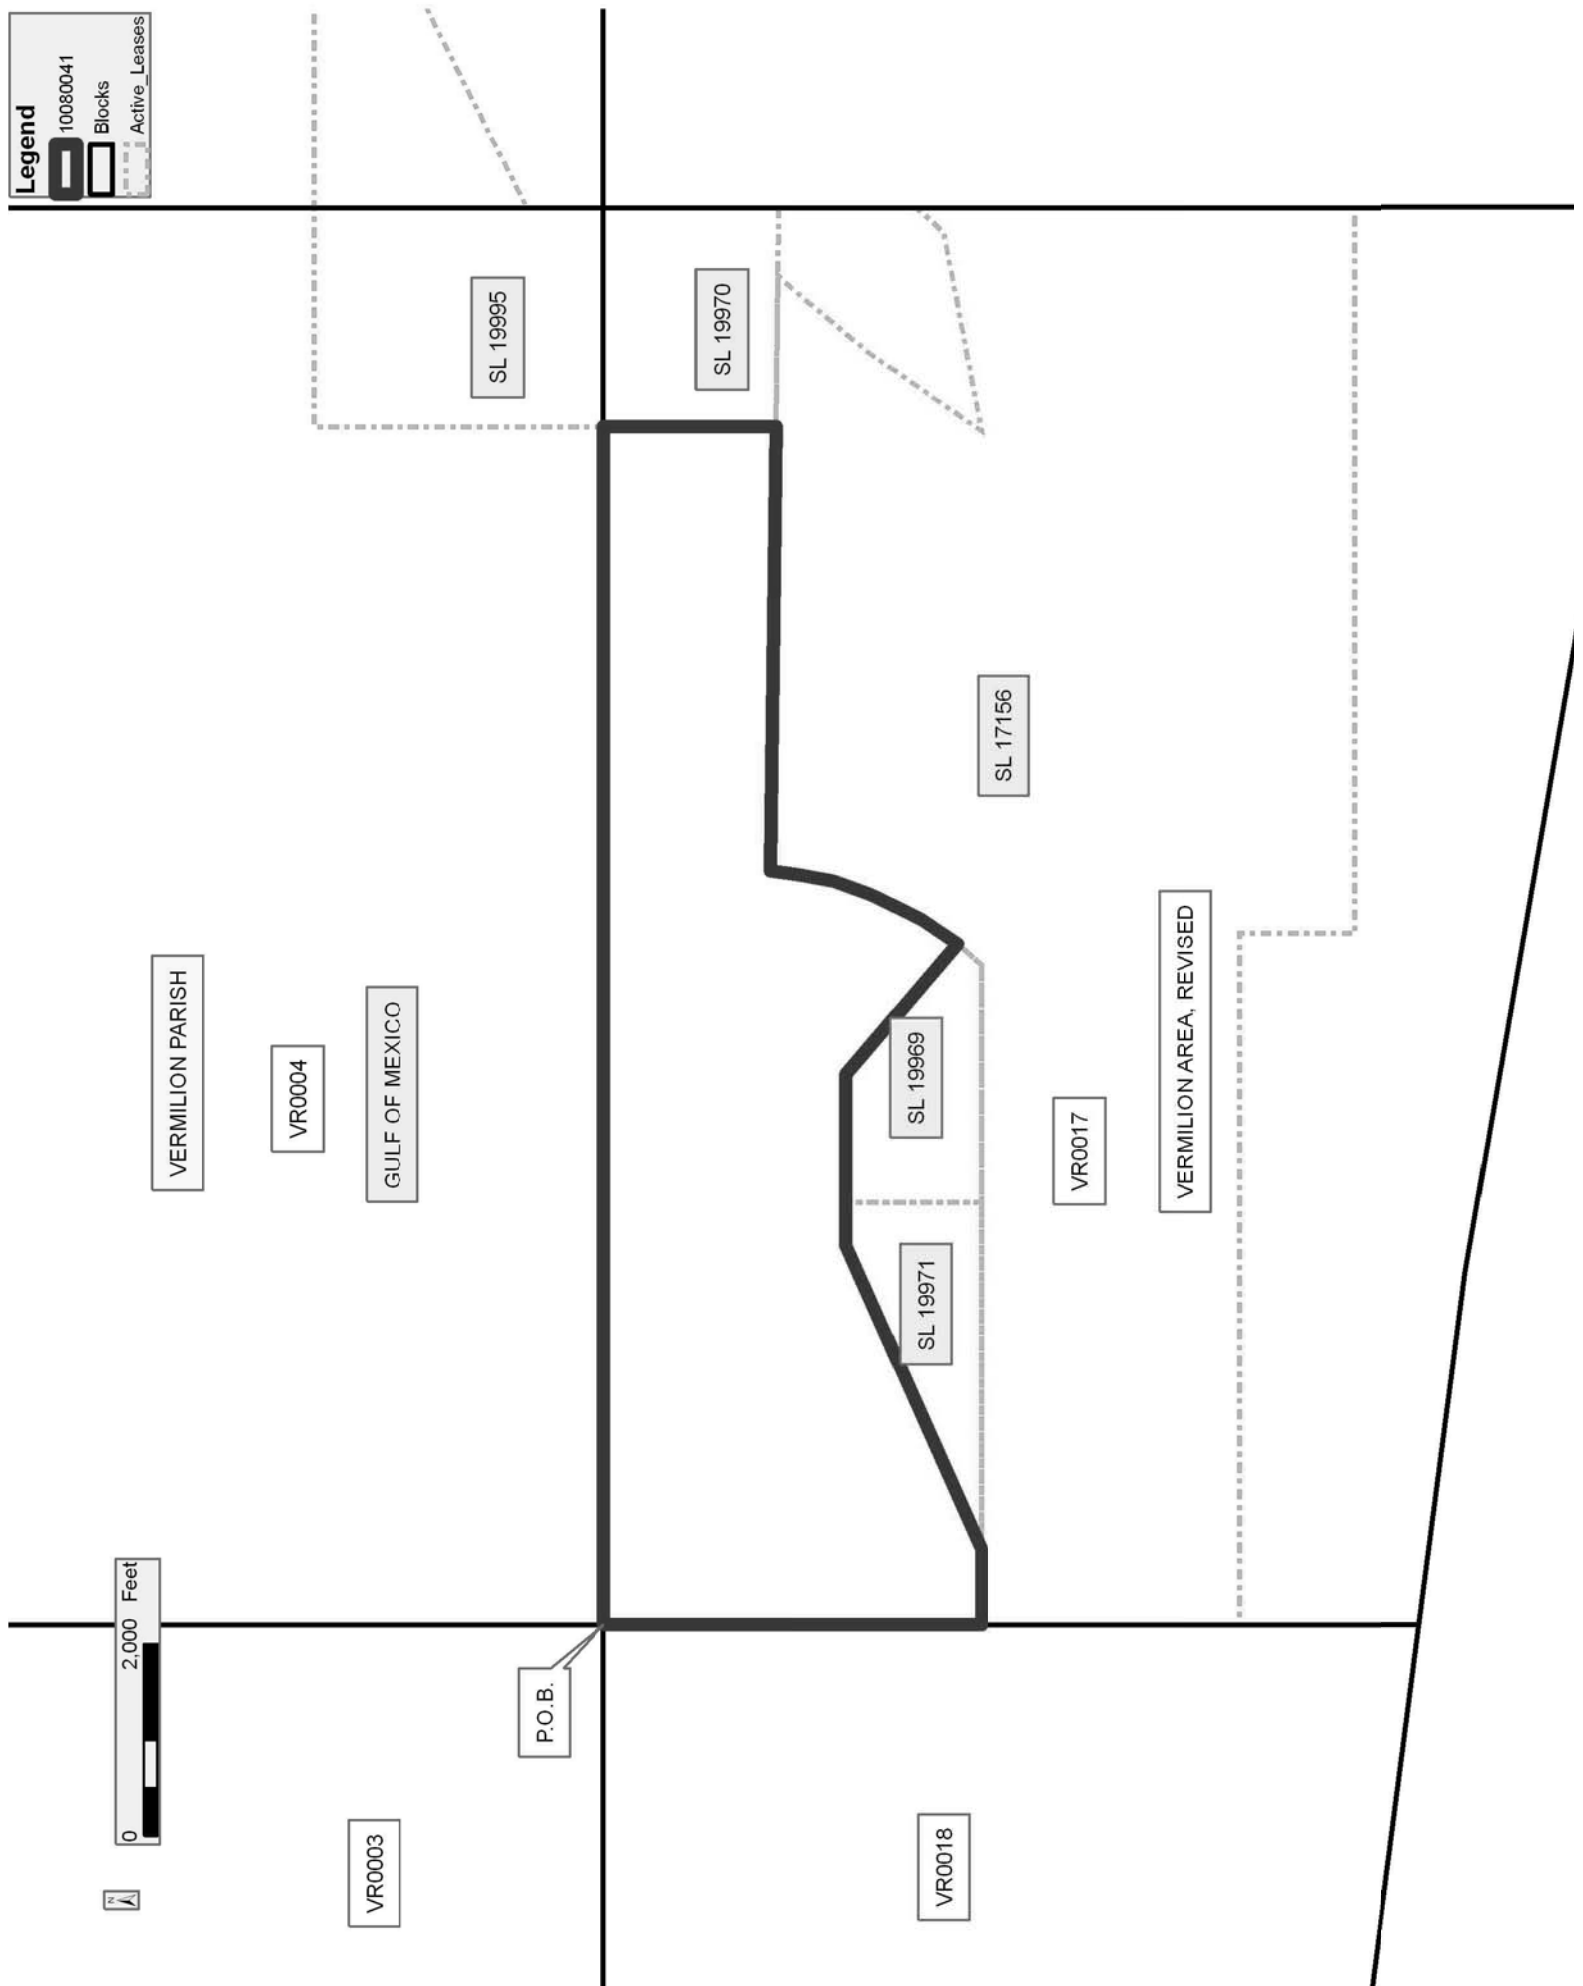 Legend
10080041
Blocks
Active_Leases
SL 19995
SL 19970
VERMILION PARISH
VR0004
GULF OF MEXICO
SL 17156
SL 19969
SL 19971
VR0017
VERMILION AREA, REVISED
0 2,000 Feet
N
P.O.B.
VR0003
VR0018